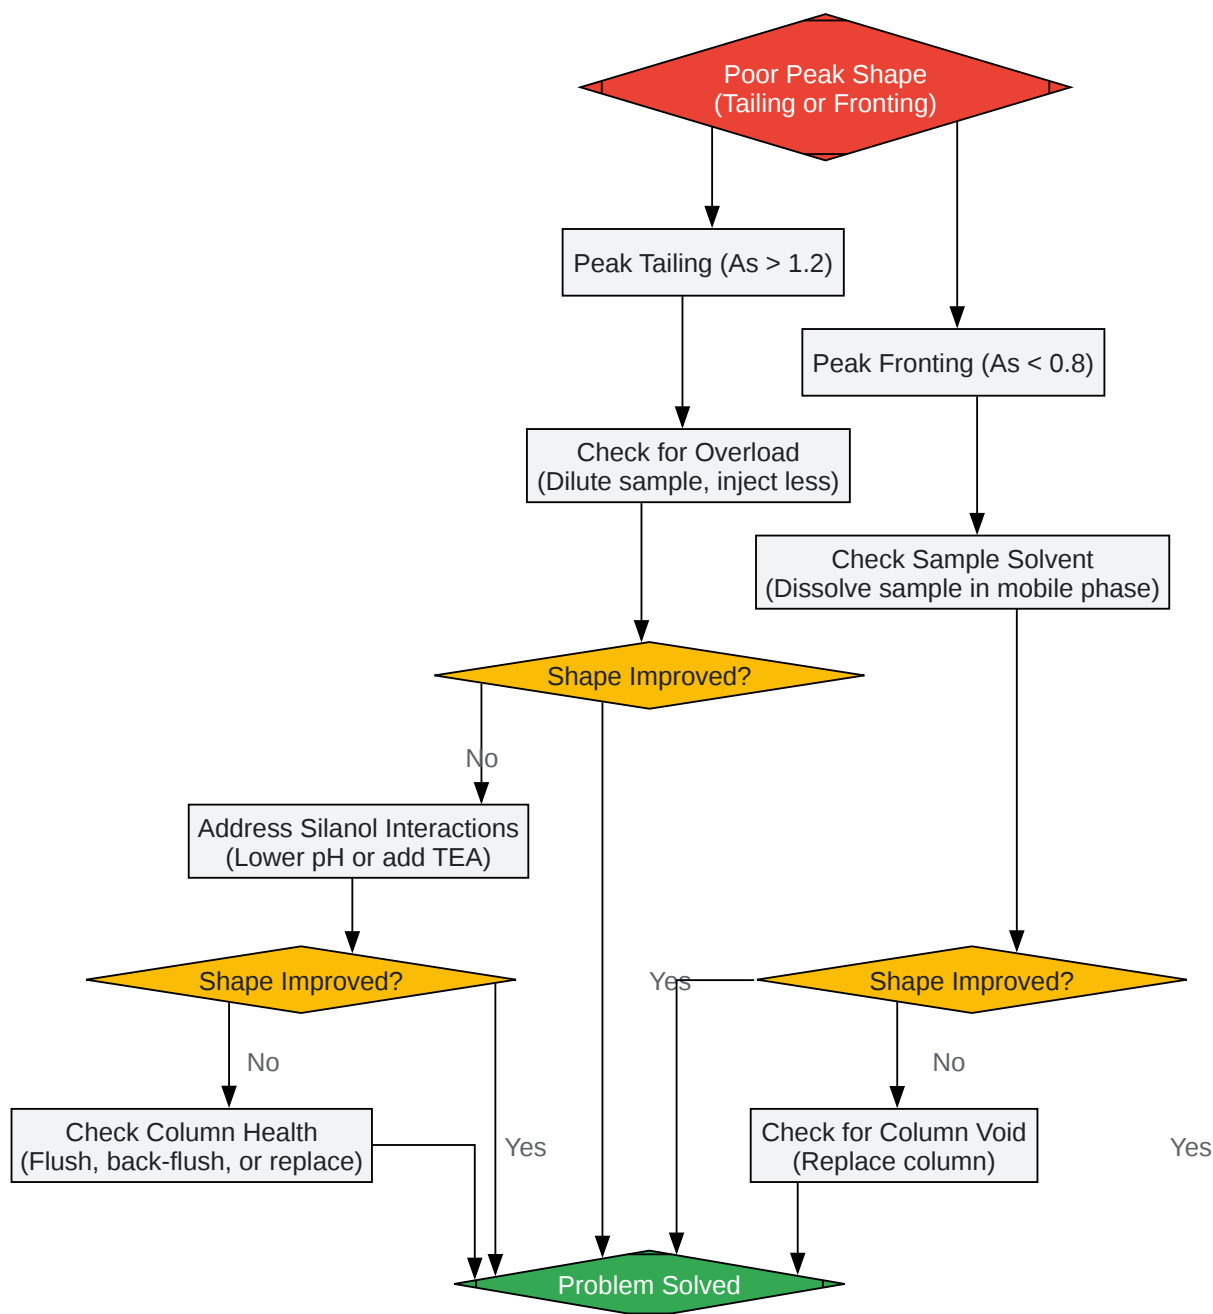 Poor Peak Shape
(Tailing or Fronting)
Peak Tailing (As > 1.2)
Peak Fronting (As < 0.8)
Check for Overload
(Dilute sample, inject less)
Check Sample Solvent
(Dissolve sample in mobile phase)
Shape Improved?
No
Address Silanol Interactions
(Lower pH or add TEA)
Shape Improved?
Yes
Shape Improved?
No
No
Check Column Health
(Flush, back-flush, or replace)
Yes
Check for Column Void
(Replace column)
Yes
Problem Solved